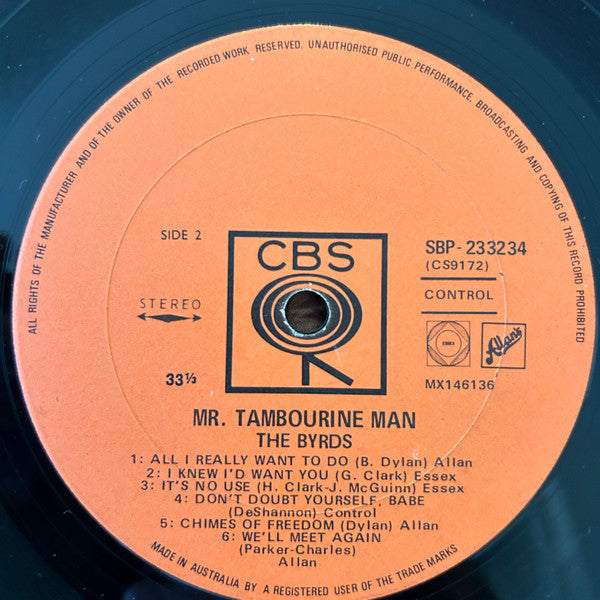 ALL RIGHTS OF THE MANUFACTURER AND OF THE OWNER OF THE RECORDED WORK RESERVED. UNAUTHORISED PUBLIC PERFORMANCE, BROADCASTING AND COPYING OF THIS RECORD PROHIBITED
SIDE 2
CBS
SBP-233234
(CS9172)
CONTROL
STEREO
Allan's
33⅓
MX146136
MR. TAMBOURINE MAN
THE BYRDS
1: ALL I REALLY WANT TO DO (B. Dylan) Allan
2: I KNEW I'D WANT YOU (G. Clark) Essex
3: IT'S NO USE (H. Clark-J. McGuinn) Essex
4: DON'T DOUBT YOURSELF, BABE
(DeShannon) Control
5: CHIMES OF FREEDOM (Dylan) Allan
6: WE'LL MEET AGAIN
(Parker-Charles)
Allan
MADE IN AUSTRALIA BY A REGISTERED USER OF THE TRADE MARKS